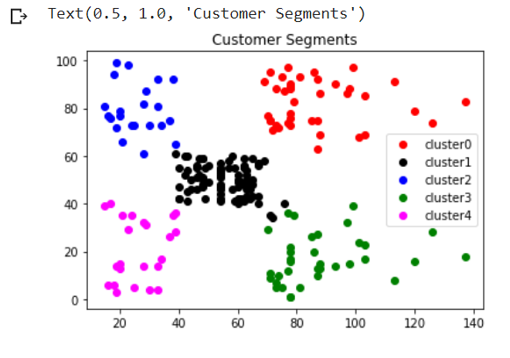 Text(0.5, 1.0, 'Customer Segments')
Customer Segments
100
80
60
40
20
0
cluster0
cluster1
cluster2
cluster3
cluster4
20 40 60 80 100 120 140